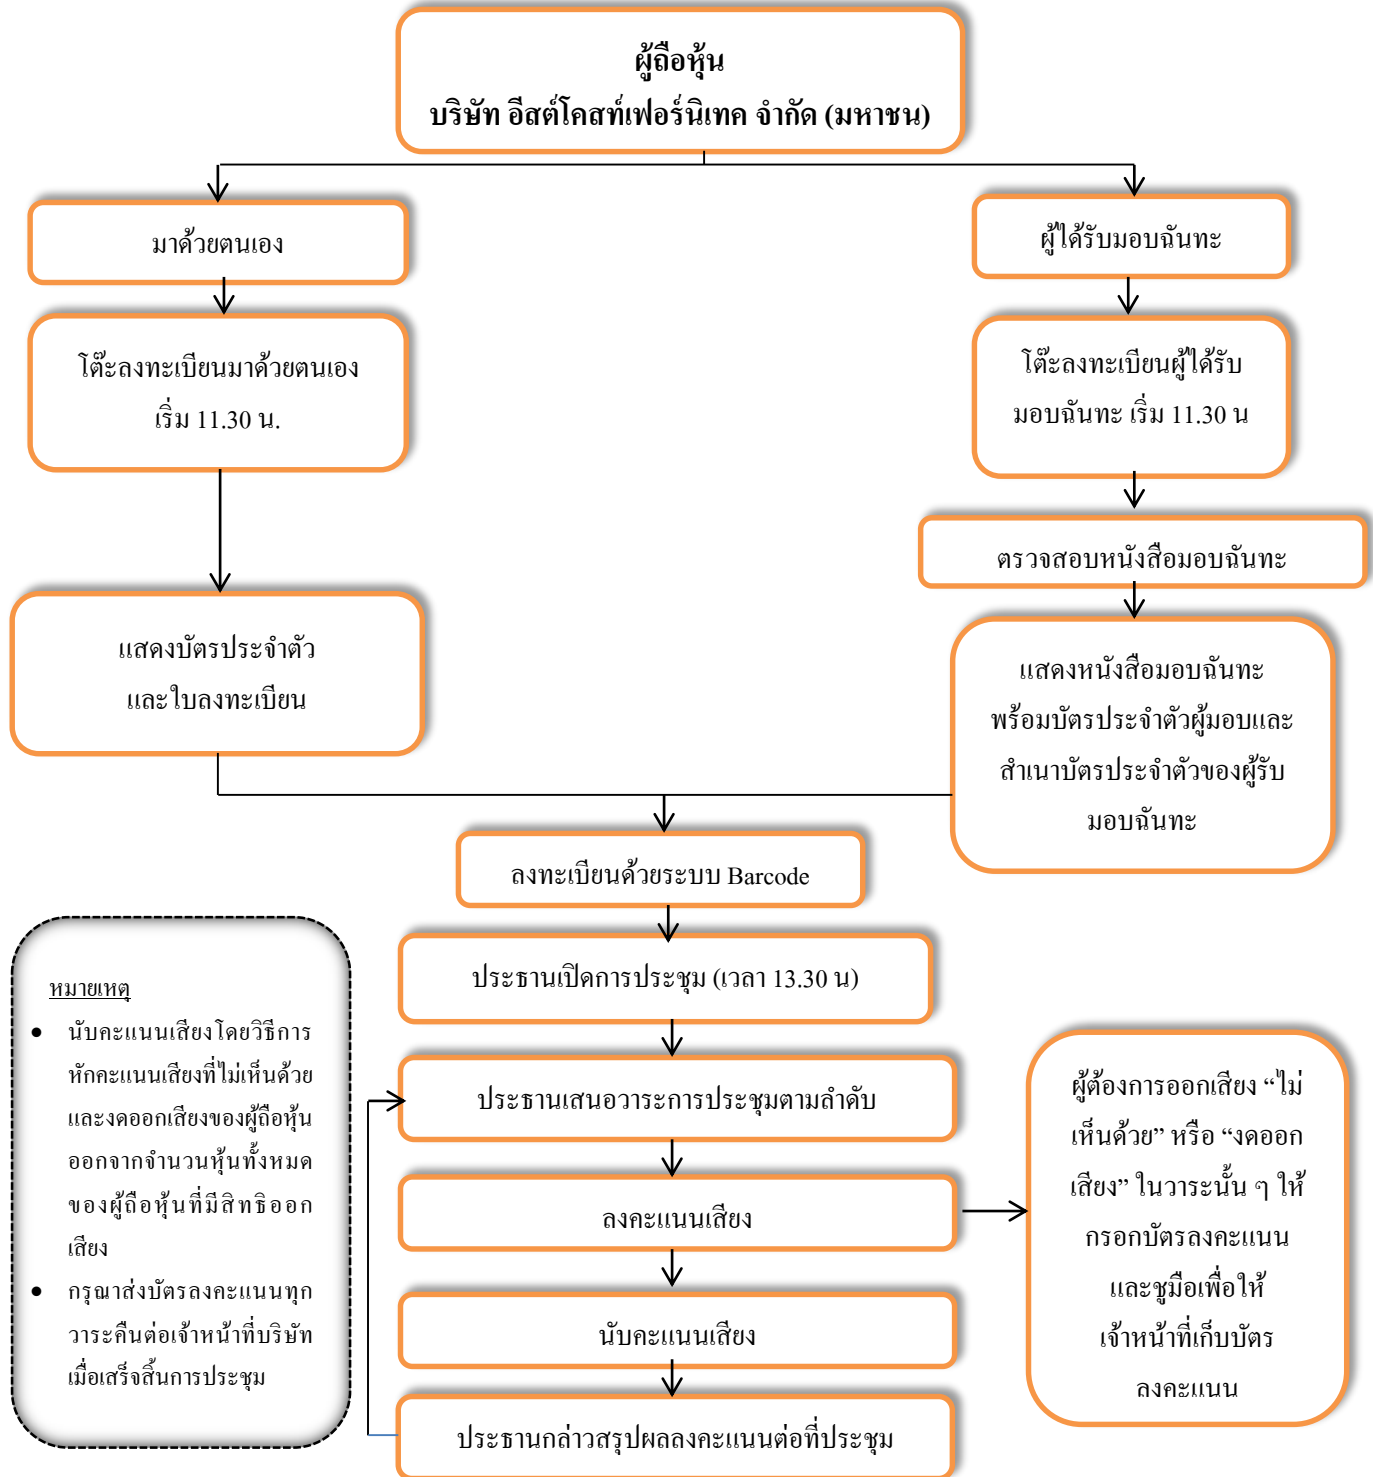 ผู้ถือหุ้น
บริษัท อีสต์โคสท์เฟอร์นิเทค จำกัด (มหาชน)
มาด้วยตนเอง
ผู้ได้รับมอบฉันทะ
โต๊ะลงทะเบียนมาด้วยตนเอง
เริ่ม 11.30 น.
โต๊ะลงทะเบียนผู้ได้รับ
มอบฉันทะ เริ่ม 11.30 น
ตรวจสอบหนังสือมอบฉันทะ
แสดงบัตรประจำตัว
และใบลงทะเบียน
แสดงหนังสือมอบฉันทะ
พร้อมบัตรประจำตัวผู้มอบและ
สำเนาบัตรประจำตัวของผู้รับ
มอบฉันทะ
ลงทะเบียนด้วยระบบ Barcode
ประธานเปิดการประชุม (เวลา 13.30 น)
ประธานเสนอวาระการประชุมตามลำดับ
ลงคะแนนเสียง
นับคะแนนเสียง
ประธานกล่าวสรุปผลลงคะแนนต่อที่ประชุม
หมายเหตุ
• นับคะแนนเสียงโดยวิธีการ
หักคะแนนเสียงที่ไม่เห็นด้วย
และงดออกเสียงของผู้ถือหุ้น
ออกจากจำนวนหุ้นทั้งหมด
ของผู้ถือหุ้นที่มีสิทธิออก
เสียง
• กรุณาส่งบัตรลงคะแนนทุก
วาระคืนต่อเจ้าหน้าที่บริษัท
เมื่อเสร็จสิ้นการประชุม
ผู้ต้องการออกเสียง “ไม่
เห็นด้วย” หรือ “งดออก
เสียง” ในวาระนั้น ๆ ให้
กรอกบัตรลงคะแนน
และชูมือเพื่อให้
เจ้าหน้าที่เก็บบัตร
ลงคะแนน